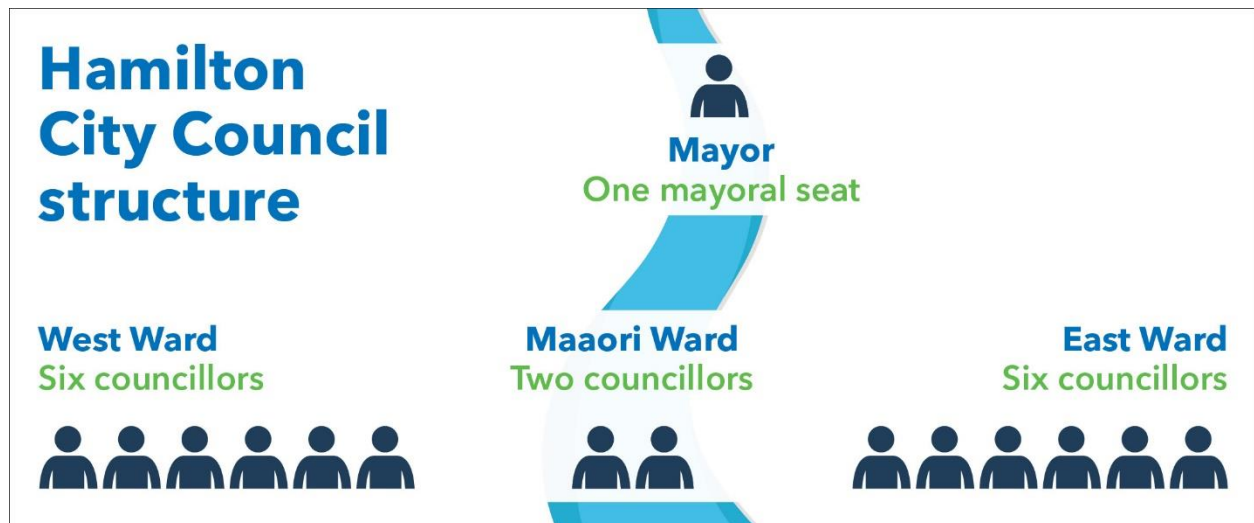 Hamilton
City Council
structure
Mayor
One mayoral seat
West Ward
Six councillors
Maaori Ward
Two councillors
East Ward
Six councillors